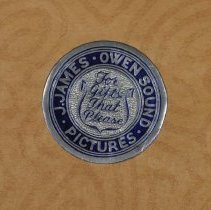 J. JAMES · OWEN SOUND
· PICTURES ·
For
Gifts
That
Please